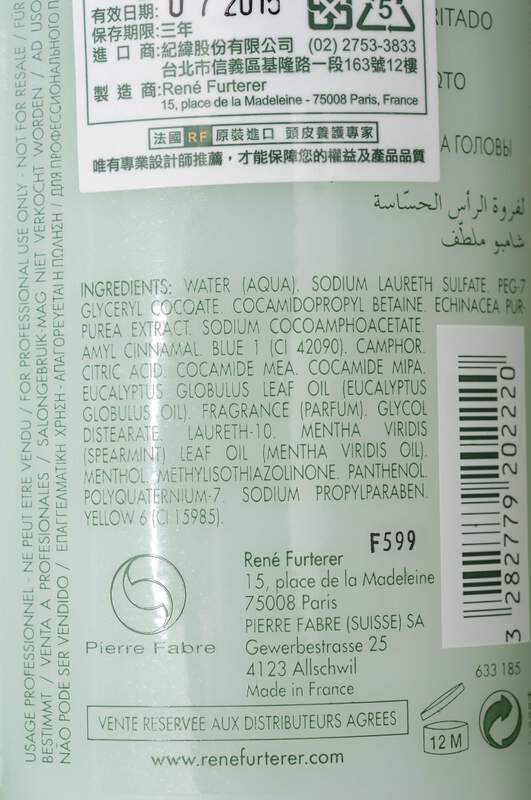 有效日期: 07 2015
保存期限:三年
進口商:紀緯股份有限公司 (02) 2753-3833
台北市信義區基隆路一段163號12樓
製造商:René Furterer
15, place de la Madeleine - 75008 Paris, France
法國 RF 原裝進口 頭皮養護專家
唯有專業設計師推薦，才能保障您的權益及產品品質
5
RITADO
ΩΤΟ
А ГОЛОВЫ
لفروة الرأس الحسّاسة
شامبو ملطّف
INGREDIENTS: WATER (AQUA). SODIUM LAURETH SULFATE PEG-7
GLYCERYL COCOATE. COCAMIDOPROPYL BETAINE. ECHINACEA PUR-
PUREA EXTRACT. SODIUM COCOAMPHOACETATE.
AMYL CINNAMAL. BLUE 1 (CI 42090). CAMPHOR.
CITRIC ACID. COCAMIDE MEA. COCAMIDE MIPA.
EUCALYPTUS GLOBULUS LEAF OIL (EUCALYPTUS
GLOBULUS OIL). FRAGRANCE (PARFUM). GLYCOL
DISTEARATE. LAURETH-10. MENTHA VIRIDIS
(SPEARMINT) LEAF OIL (MENTHA VIRIDIS OIL).
MENTHOL. METHYLISOTHIAZOLINONE. PANTHENOL.
POLYQUATERNIUM-7. SODIUM PROPYLPARABEN.
YELLOW 6 (CI 15985).
F599
René Furterer
15, place de la Madeleine
75008 Paris
PIERRE FABRE (SUISSE) SA
Gewerbestrasse 25
4123 Allschwil
Made in France
Pierre Fabre
VENTE RESERVEE AUX DISTRIBUTEURS AGREES
www.renefurterer.com
3 282779 202220
633 185
12 M
USAGE PROFESSIONNEL - NE PEUT ETRE VENDU / FOR PROFESSIONAL USE ONLY - NOT FOR RESALE / FÜR
BESTIMMT / VENTA A PROFESIONALES / SALONGEBRUIK-MAG NIET VERKOCHT WORDEN / AD USO
NÃO PODE SER VENDIDO / ΕΠΑΓΓΕΛΜΑΤΙΚΗ ΧΡΗΣΗ - ΑΠΑΓΟΡΕΥΕΤΑΙ Η ΠΩΛΗΣΗ / ДЛЯ ПРОФЕССИОНАЛЬНОГО